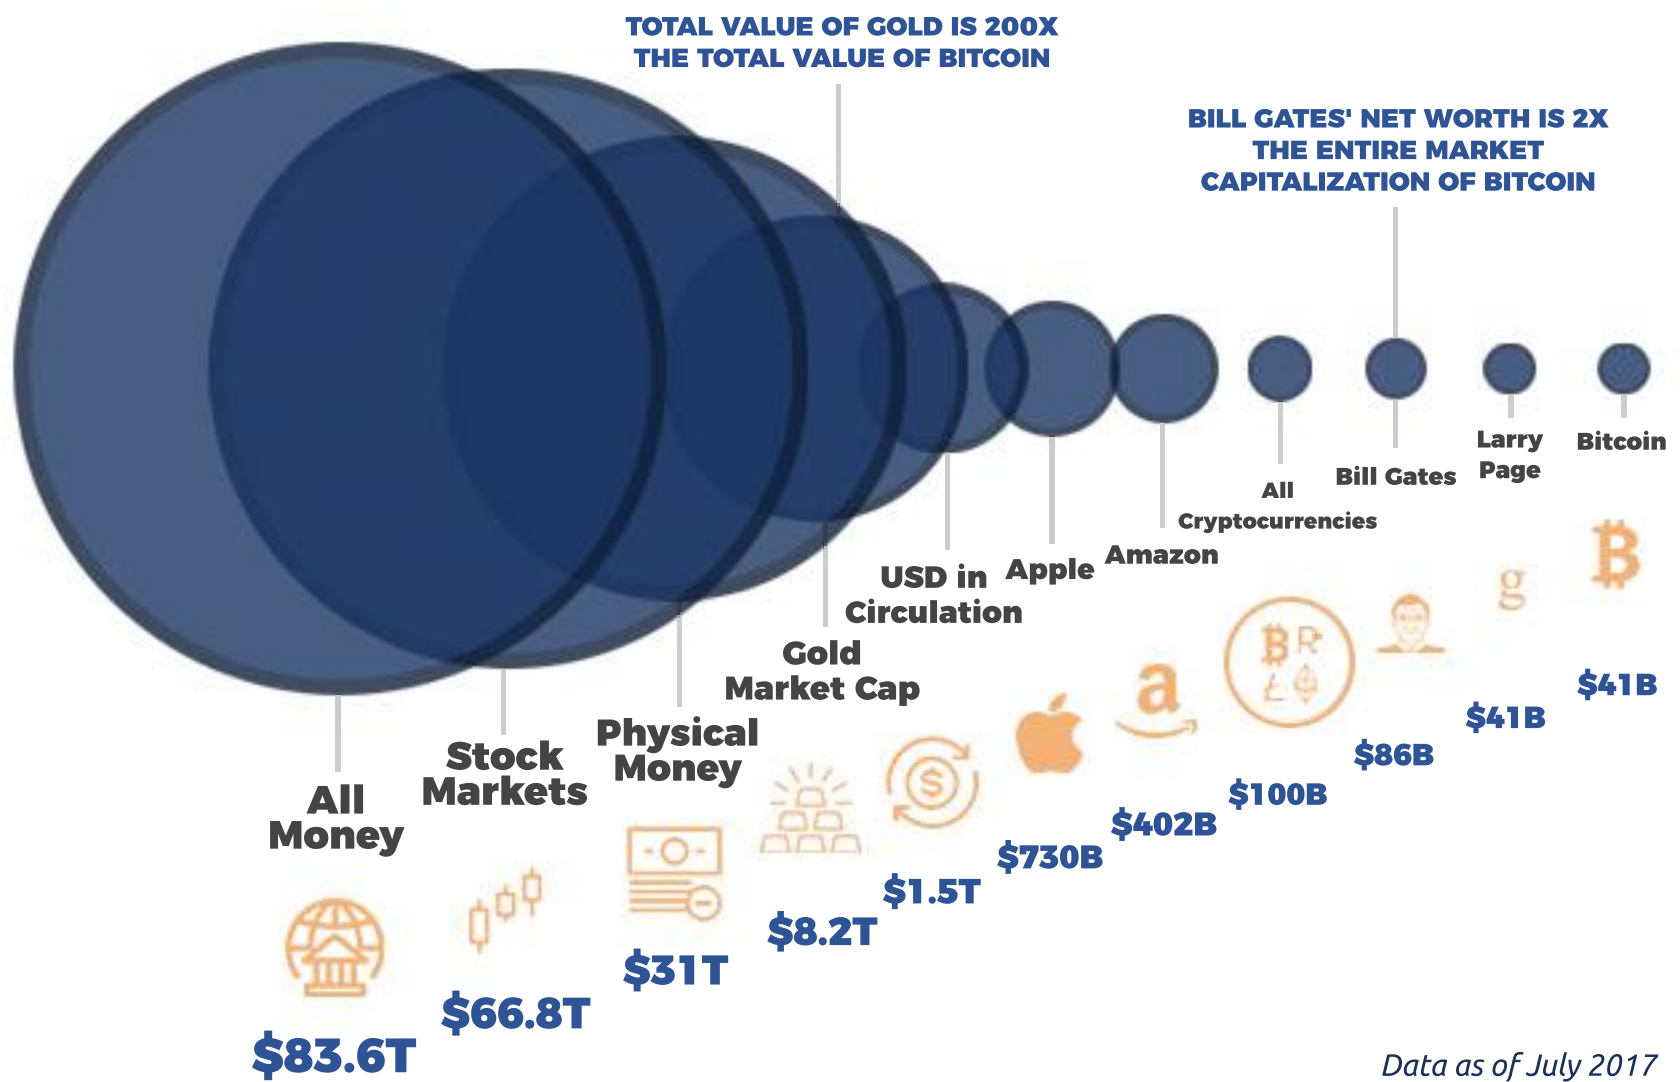 TOTAL VALUE OF GOLD IS 200X
THE TOTAL VALUE OF BITCOIN
BILL GATES' NET WORTH IS 2X
THE ENTIRE MARKET
CAPITALIZATION OF BITCOIN
All
Money
$83.6T
Stock
Markets
$66.8T
Physical
Money
$31T
Gold
Market Cap
$8.2T
USD in
Circulation
$1.5T
Apple
$730B
Amazon
a
$402B
All
Cryptocurrencies
$100B
Bill Gates
$86B
Larry
Page
g
$41B
Bitcoin
$41B
Data as of July 2017